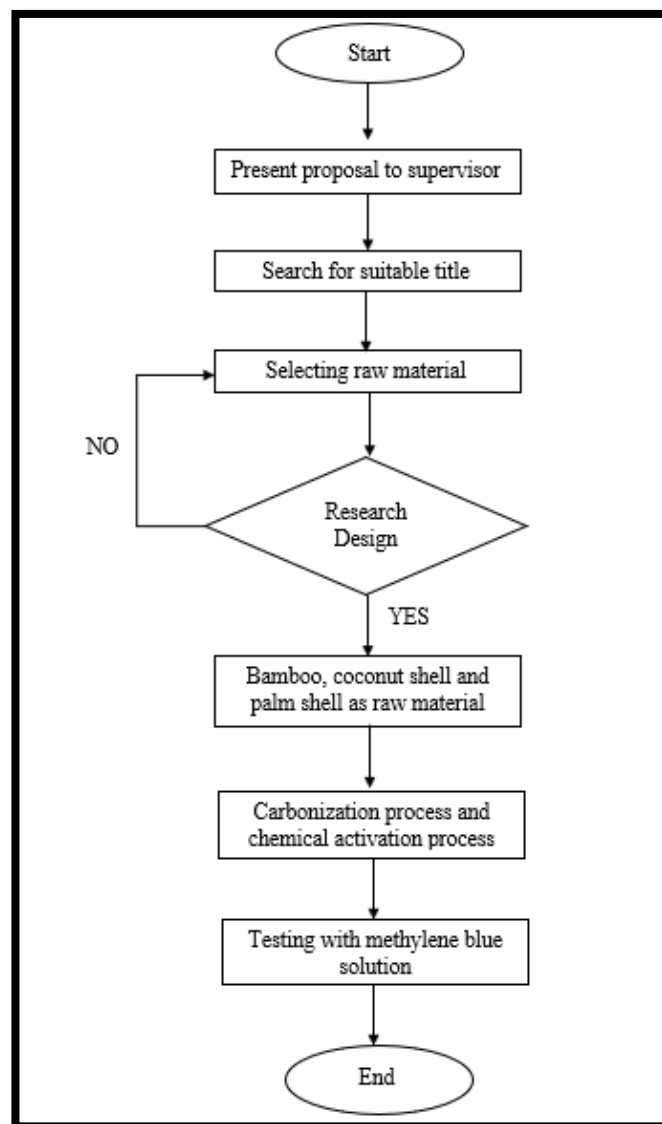 Start
Present proposal to supervisor
Search for suitable title
Selecting raw material
NO
Research
Design
YES
Bamboo, coconut shell and
palm shell as raw material
Carbonization process and
chemical activation process
Testing with methylene blue
solution
End